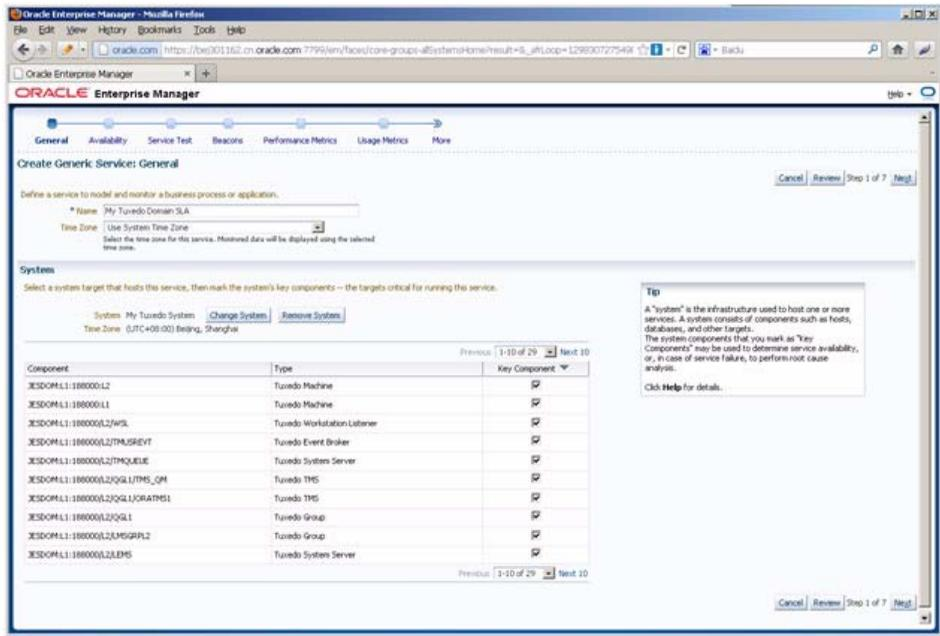 Oracle Enterprise Manager - Mozilla Firefox
File Edit View History Bookmarks Tools Help
oracle.com Baidu
Oracle Enterprise Manager
ORACLE Enterprise Manager
Help
General Availability Service Test Beacons Performance Metrics Usage Metrics More
Create Generic Service: General
Cancel Review Step 1 of 7 Next
Define a service to model and monitor a business process or application.
* Name My Tuxedo Domain SLA
Time Zone Use System Time Zone
Select the time zone for this service. Monitored data will be displayed using the selected
time zone.
System
Select a system target that hosts this service, then mark the system's key components -- the targets critical for running this service.
System My Tuxedo System Change System Remove System
Time Zone (UTC+08:00) Beijing, Shanghai
Tip
A "system" is the infrastructure used to host one or more
services. A system consists of components such as hosts,
databases, and other targets.
The system components that you mark as "Key
Components" may be used to determine service availability,
or, in case of service failure, to perform root cause
analysis.
Click Help for details.
Previous 1-10 of 29 Next 10
Component Type Key Component
JESDOM:L1:188000:L2 Tuxedo Machine
JESDOM:L1:188000:L1 Tuxedo Machine
JESDOM:L1:188000/L2/WSL Tuxedo Workstation Listener
JESDOM:L1:188000/L2/TMUSREVT Tuxedo Event Broker
JESDOM:L1:188000/L2/TMQUEUE Tuxedo System Server
JESDOM:L1:188000/L2/QGL1/TMS_QM Tuxedo TMS
JESDOM:L1:188000/L2/QGL1/ORATMS1 Tuxedo TMS
JESDOM:L1:188000/L2/QGL1 Tuxedo Group
JESDOM:L1:188000/L2/LMSGRPL2 Tuxedo Group
JESDOM:L1:188000/L2/LEMS Tuxedo System Server
Previous 1-10 of 29 Next 10
Cancel Review Step 1 of 7 Next